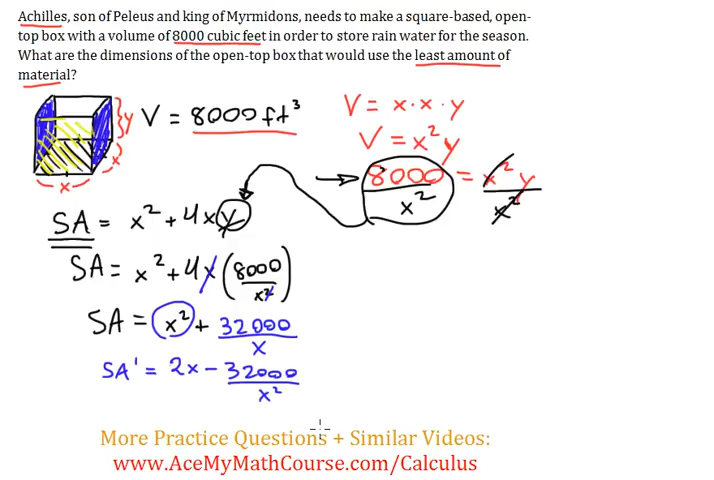 Achilles, son of Peleus and king of Myrmidons, needs to make a square-based, open-
top box with a volume of 8000 cubic feet in order to store rain water for the season.
What are the dimensions of the open-top box that would use the least amount of
material?
y
x
x
V = 8000 ft³
V = x · x · y
V = x²y
8000/x² = x²y/x²
SA = x² + 4xy
SA = x² + 4x(8000/x²)
SA = x² + 32000/x
SA' = 2x - 32000/x²
More Practice Questions + Similar Videos:
www.AceMyMathCourse.com/Calculus